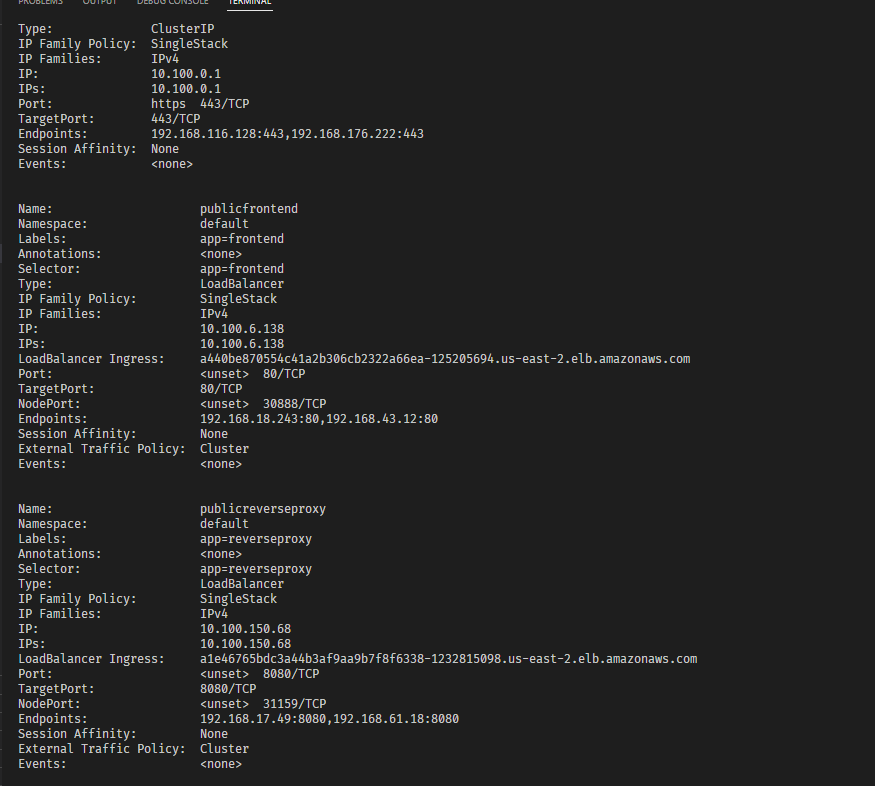 PROBLEMS OUTPUT DEBUG CONSOLE TERMINAL
Type: ClusterIP
IP Family Policy: SingleStack
IP Families: IPv4
IP: 10.100.0.1
IPs: 10.100.0.1
Port: https 443/TCP
TargetPort: 443/TCP
Endpoints: 192.168.116.128:443,192.168.176.222:443
Session Affinity: None
Events: <none>
Name: publicfrontend
Namespace: default
Labels: app=frontend
Annotations: <none>
Selector: app=frontend
Type: LoadBalancer
IP Family Policy: SingleStack
IP Families: IPv4
IP: 10.100.6.138
IPs: 10.100.6.138
LoadBalancer Ingress: a440be870554c41a2b306cb2322a66ea-125205694.us-east-2.elb.amazonaws.com
Port: <unset> 80/TCP
TargetPort: 80/TCP
NodePort: <unset> 30888/TCP
Endpoints: 192.168.18.243:80,192.168.43.12:80
Session Affinity: None
External Traffic Policy: Cluster
Events: <none>
Name: publicreverseproxy
Namespace: default
Labels: app=reverseproxy
Annotations: <none>
Selector: app=reverseproxy
Type: LoadBalancer
IP Family Policy: SingleStack
IP Families: IPv4
IP: 10.100.150.68
IPs: 10.100.150.68
LoadBalancer Ingress: a1e46765bdc3a44b3af9aa9b7f8f6338-1232815098.us-east-2.elb.amazonaws.com
Port: <unset> 8080/TCP
TargetPort: 8080/TCP
NodePort: <unset> 31159/TCP
Endpoints: 192.168.17.49:8080,192.168.61.18:8080
Session Affinity: None
External Traffic Policy: Cluster
Events: <none>